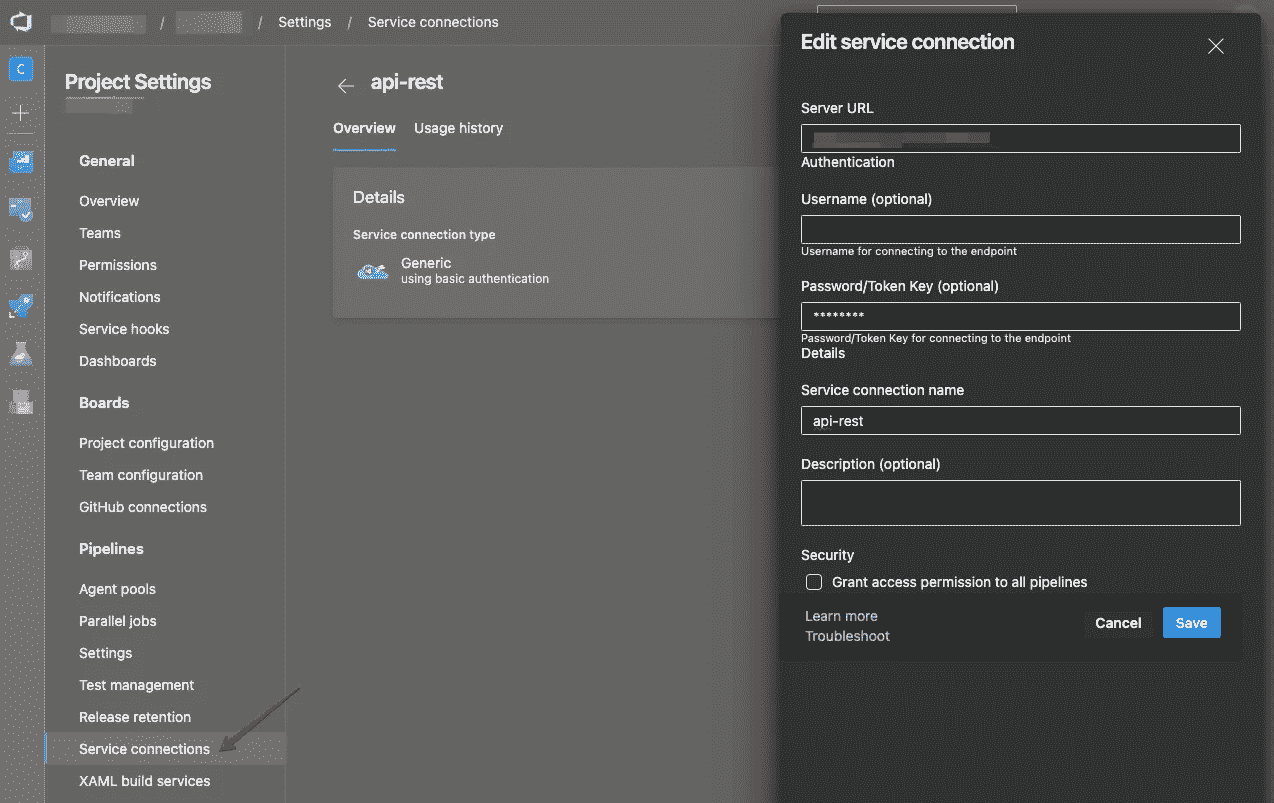 / / Settings / Service connections
C
Project Settings
General
Overview
Teams
Permissions
Notifications
Service hooks
Dashboards
Boards
Project configuration
Team configuration
GitHub connections
Pipelines
Agent pools
Parallel jobs
Settings
Test management
Release retention
Service connections
XAML build services
api-rest
Overview Usage history
Details
Service connection type
Generic
using basic authentication
Edit service connection
Server URL
Authentication
Username (optional)
Username for connecting to the endpoint
Password/Token Key (optional)
********
Password/Token Key for connecting to the endpoint
Details
Service connection name
api-rest
Description (optional)
Security
Grant access permission to all pipelines
Learn more
Troubleshoot
Cancel Save